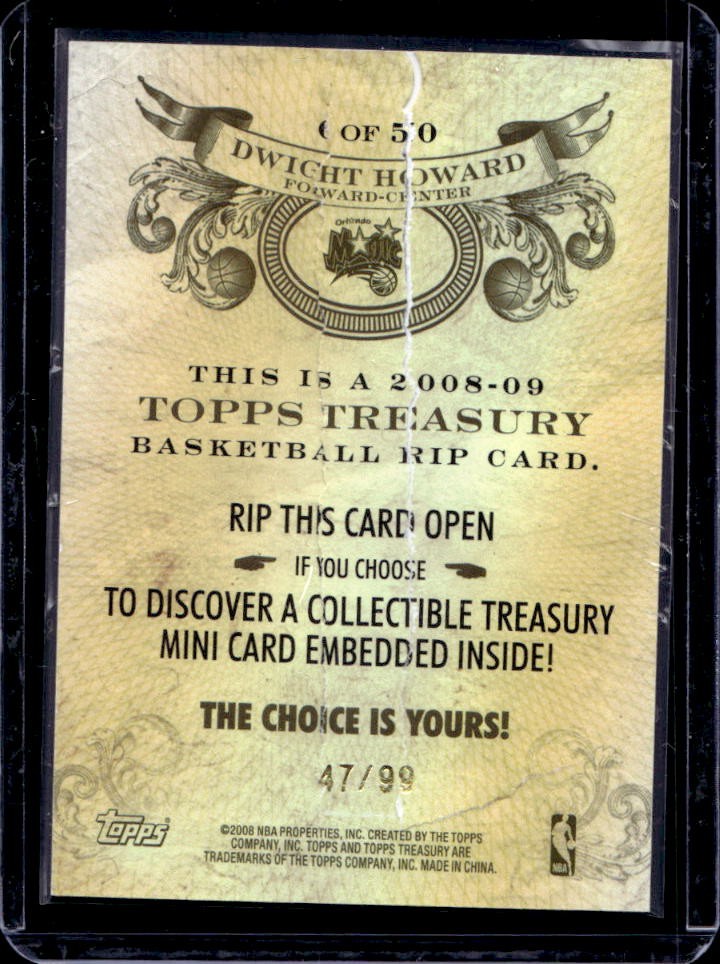 OF 50
DWIGHT HOWARD
FORWARD-CENTER
Orlando
MAGIC
THIS IS A 2008-09
TOPPS TREASURY
BASKETBALL RIP CARD.
RIP THIS CARD OPEN
IF YOU CHOOSE
TO DISCOVER A COLLECTIBLE TREASURY
MINI CARD EMBEDDED INSIDE!
THE CHOICE IS YOURS!
47/99
topps
©2008 NBA PROPERTIES, INC. CREATED BY THE TOPPS
COMPANY, INC. TOPPS AND TOPPS TREASURY ARE
TRADEMARKS OF THE TOPPS COMPANY, INC. MADE IN CHINA.
NBA